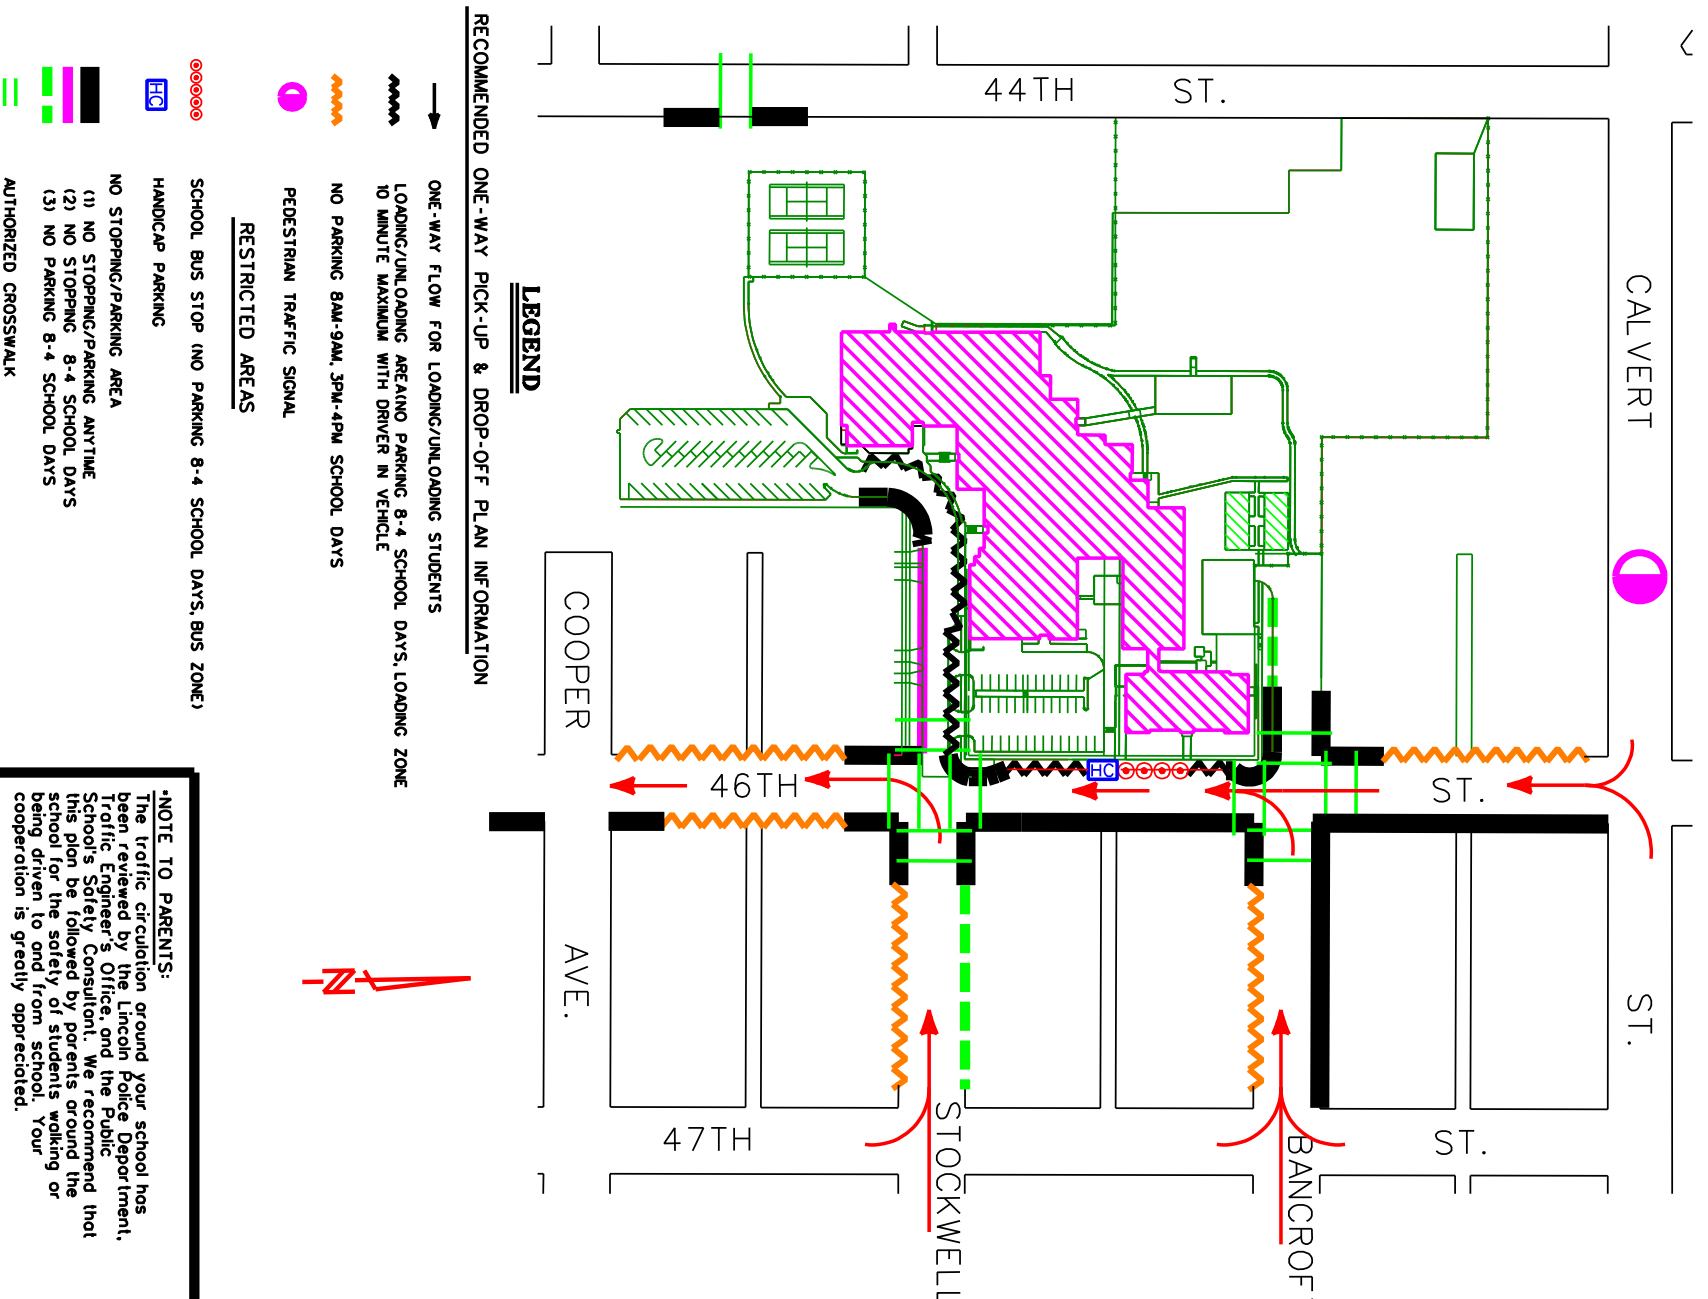 44TH ST.
CALVERT ST.
COOPER AVE.
46TH ST.
HC
47TH ST.
STOCKWELL
BANCROF
LEGEND
RECOMMENDED ONE-WAY PICK-UP & DROP-OFF PLAN INFORMATION
ONE-WAY FLOW FOR LOADING/UNLOADING STUDENTS
LOADING/UNLOADING AREA(NO PARKING 8-4 SCHOOL DAYS, LOADING ZONE
10 MINUTE MAXIMUM WITH DRIVER IN VEHICLE
NO PARKING 8AM-9AM, 3PM-4PM SCHOOL DAYS
PEDESTRIAN TRAFFIC SIGNAL
RESTRICTED AREAS
SCHOOL BUS STOP (NO PARKING 8-4 SCHOOL DAYS, BUS ZONE)
HC HANDICAP PARKING
NO STOPPING/PARKING AREA
(1) NO STOPPING/PARKING ANYTIME
(2) NO STOPPING 8-4 SCHOOL DAYS
(3) NO PARKING 8-4 SCHOOL DAYS
AUTHORIZED CROSSWALK
N
*NOTE TO PARENTS:
The traffic circulation around your school has
been reviewed by the Lincoln Police Department,
Traffic Engineer's Office, and the Public
School's Safety Consultant. We recommend that
this plan be followed by parents around the
school for the safety of students walking or
being driven to and from school. Your
cooperation is greatly appreciated.